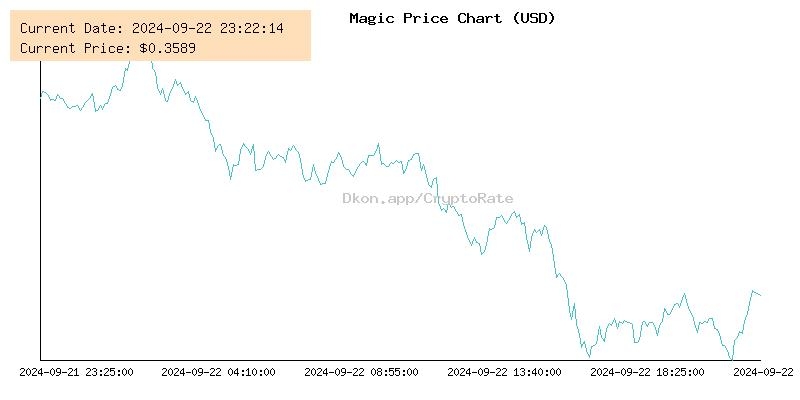 Magic Price Chart (USD)
Current Date: 2024-09-22 23:22:14
Current Price: $0.3589
Dkon.app/CryptoRate
2024-09-21 23:25:00 2024-09-22 04:10:00 2024-09-22 08:55:00 2024-09-22 13:40:00 2024-09-22 18:25:00 2024-09-22